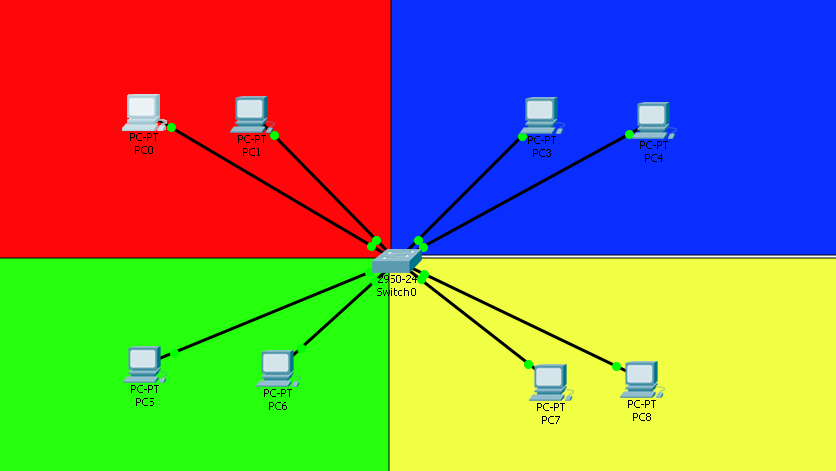 PC-PT
PC0
PC-PT
PC1
PC-PT
PC3
PC-PT
PC4
2950-24
Switch0
PC-PT
PC5
PC-PT
PC6
PC-PT
PC7
PC-PT
PC8